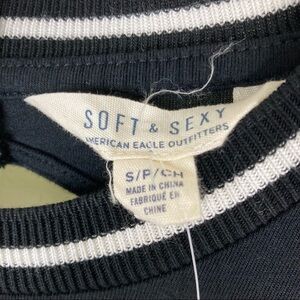 SOFT & SEXY
AMERICAN EAGLE OUTFITTERS
S/P/CH
MADE IN CHINA
FABRIQUÉ EN
CHINE